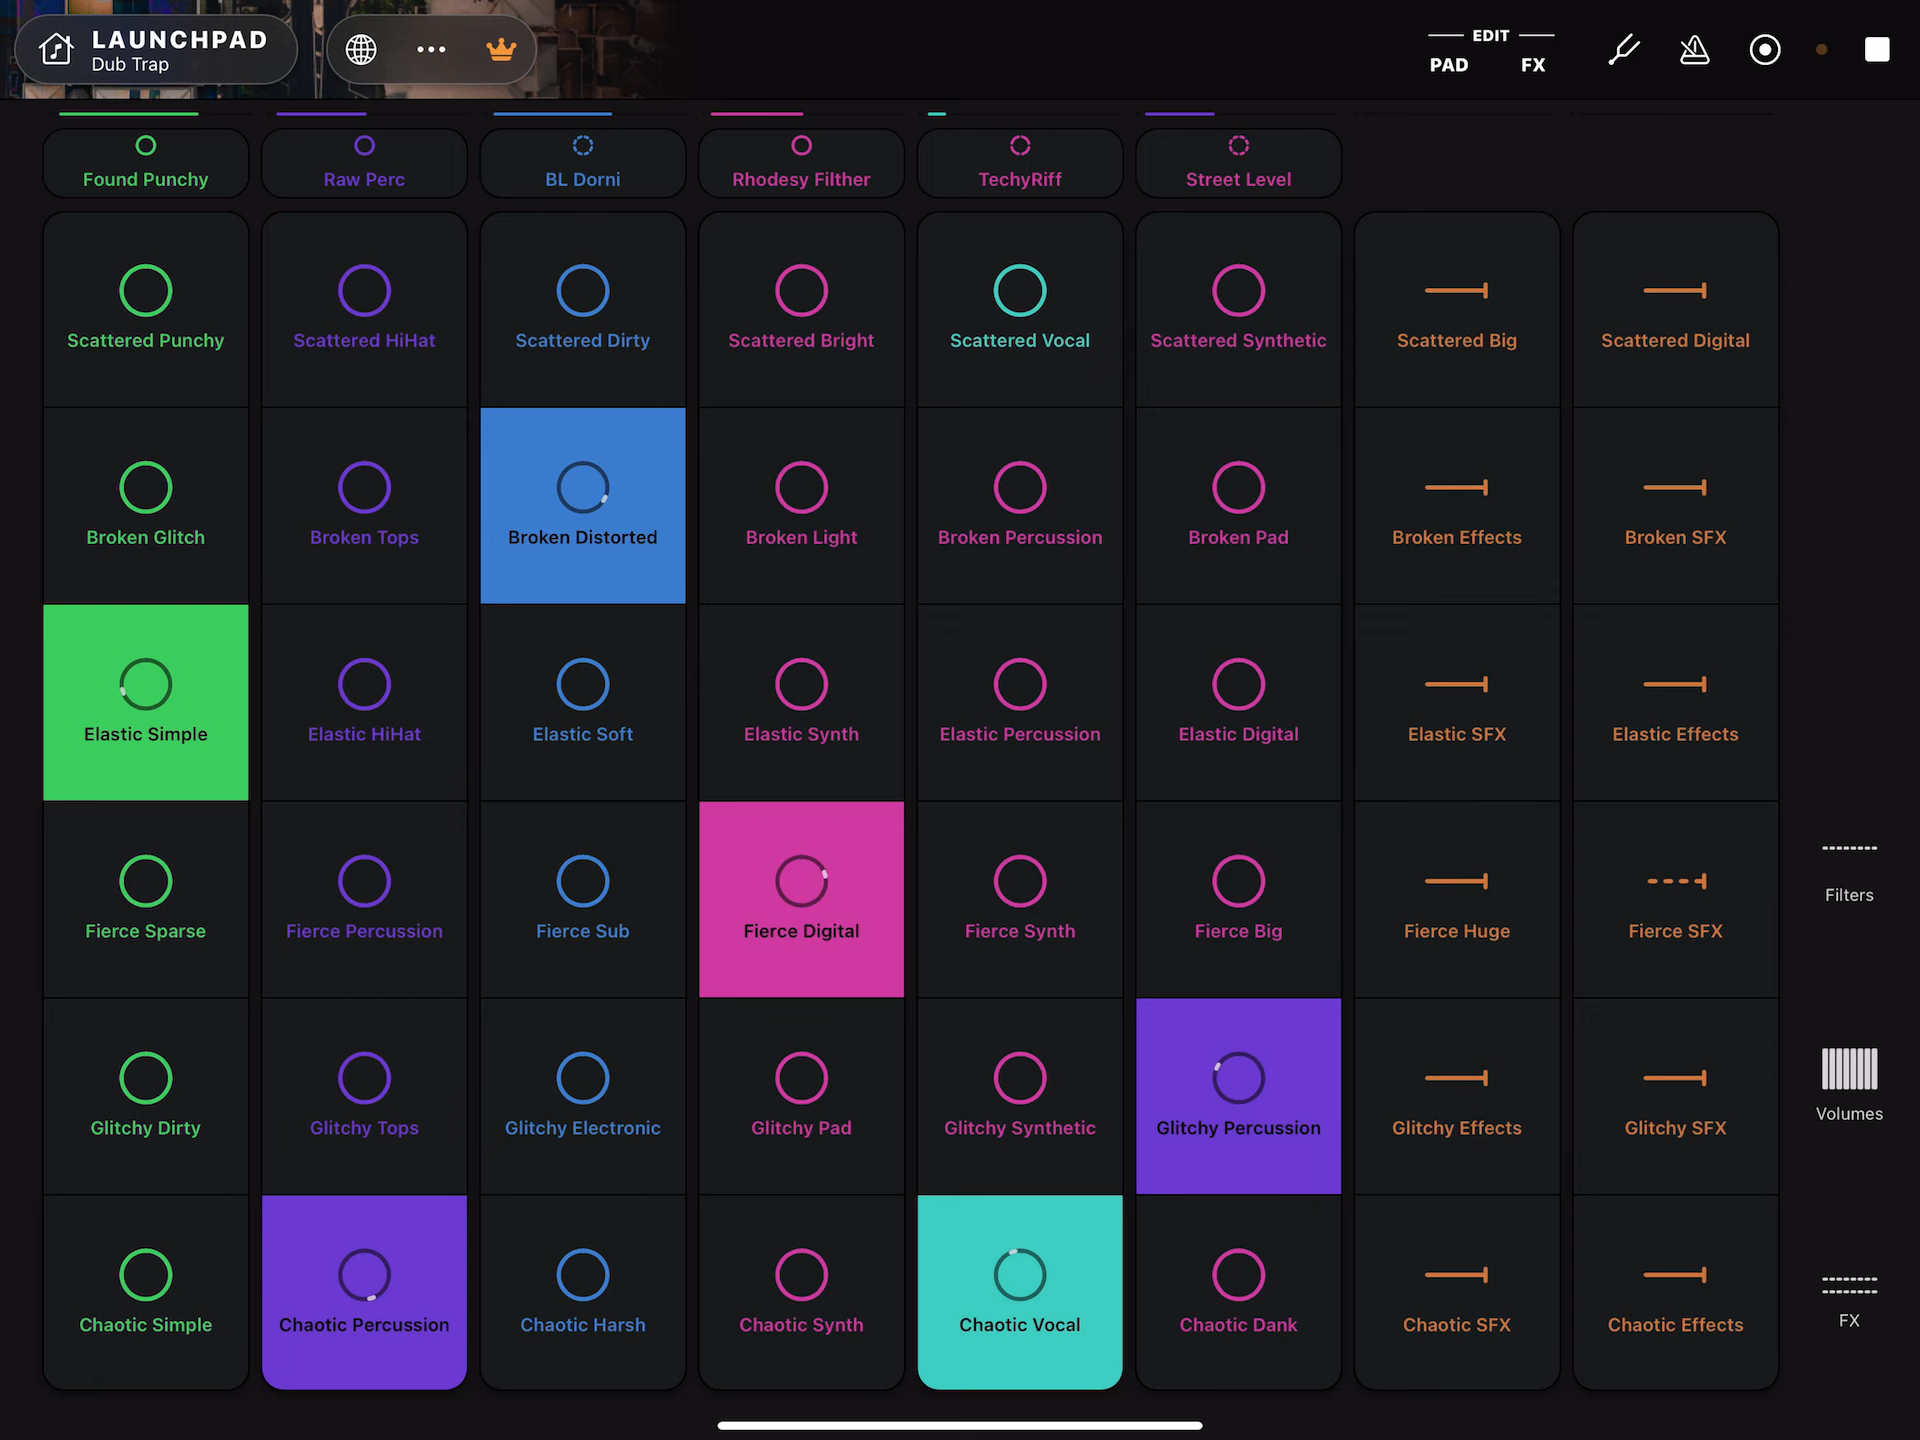 LAUNCHPAD
Dub Trap
EDIT
PAD FX
Found Punchy Raw Perc BL Dorni Rhodesy Filther TechyRiff Street Level
Scattered Punchy Scattered HiHat Scattered Dirty Scattered Bright Scattered Vocal Scattered Synthetic Scattered Big Scattered Digital
Broken Glitch Broken Tops Broken Distorted Broken Light Broken Percussion Broken Pad Broken Effects Broken SFX
Elastic Simple Elastic HiHat Elastic Soft Elastic Synth Elastic Percussion Elastic Digital Elastic SFX Elastic Effects
Fierce Sparse Fierce Percussion Fierce Sub Fierce Digital Fierce Synth Fierce Big Fierce Huge Fierce SFX
Filters
Glitchy Dirty Glitchy Tops Glitchy Electronic Glitchy Pad Glitchy Synthetic Glitchy Percussion Glitchy Effects Glitchy SFX
Volumes
Chaotic Simple Chaotic Percussion Chaotic Harsh Chaotic Synth Chaotic Vocal Chaotic Dank Chaotic SFX Chaotic Effects
FX